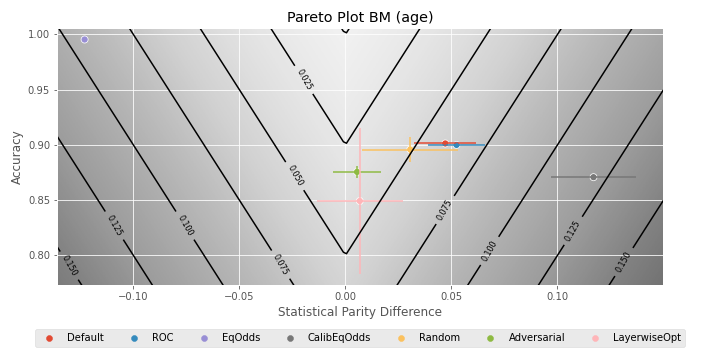 Pareto Plot BM (age)
1.00
0.95
0.90
0.85
0.80
Accuracy
0.025
0.050
0.075
0.075
0.100
0.100
0.125
0.125
0.150
0.150
−0.10
−0.05
0.00
0.05
0.10
Statistical Parity Difference
Default
ROC
EqOdds
CalibEqOdds
Random
Adversarial
LayerwiseOpt